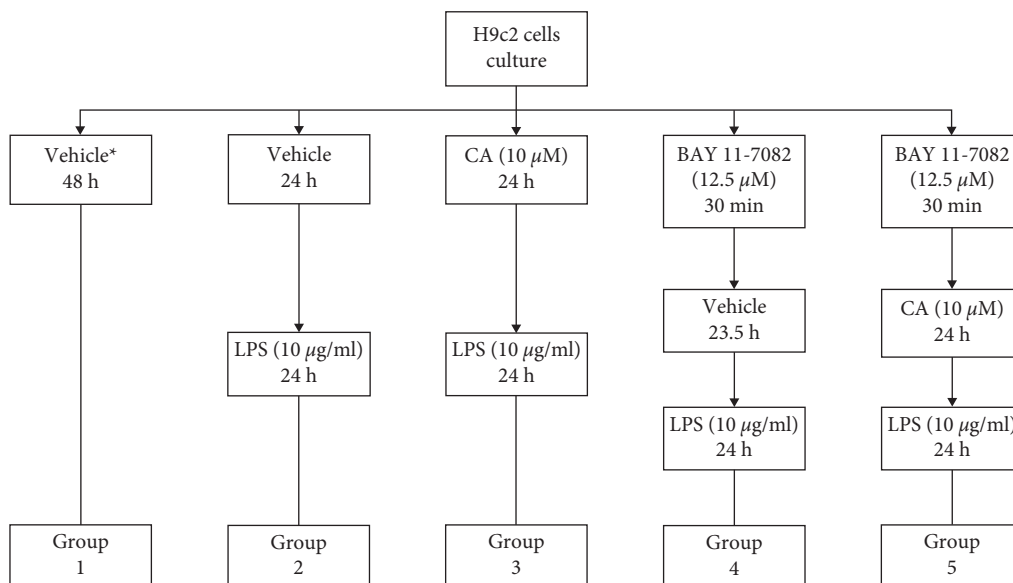 H9c2 cells
culture
Vehicle*
48 h
Vehicle
24 h
CA (10 μM)
24 h
BAY 11-7082
(12.5 μM)
30 min
BAY 11-7082
(12.5 μM)
30 min
Vehicle
23.5 h
CA (10 μM)
24 h
LPS (10 μg/ml)
24 h
LPS (10 μg/ml)
24 h
LPS (10 μg/ml)
24 h
LPS (10 μg/ml)
24 h
Group
1
Group
2
Group
3
Group
4
Group
5